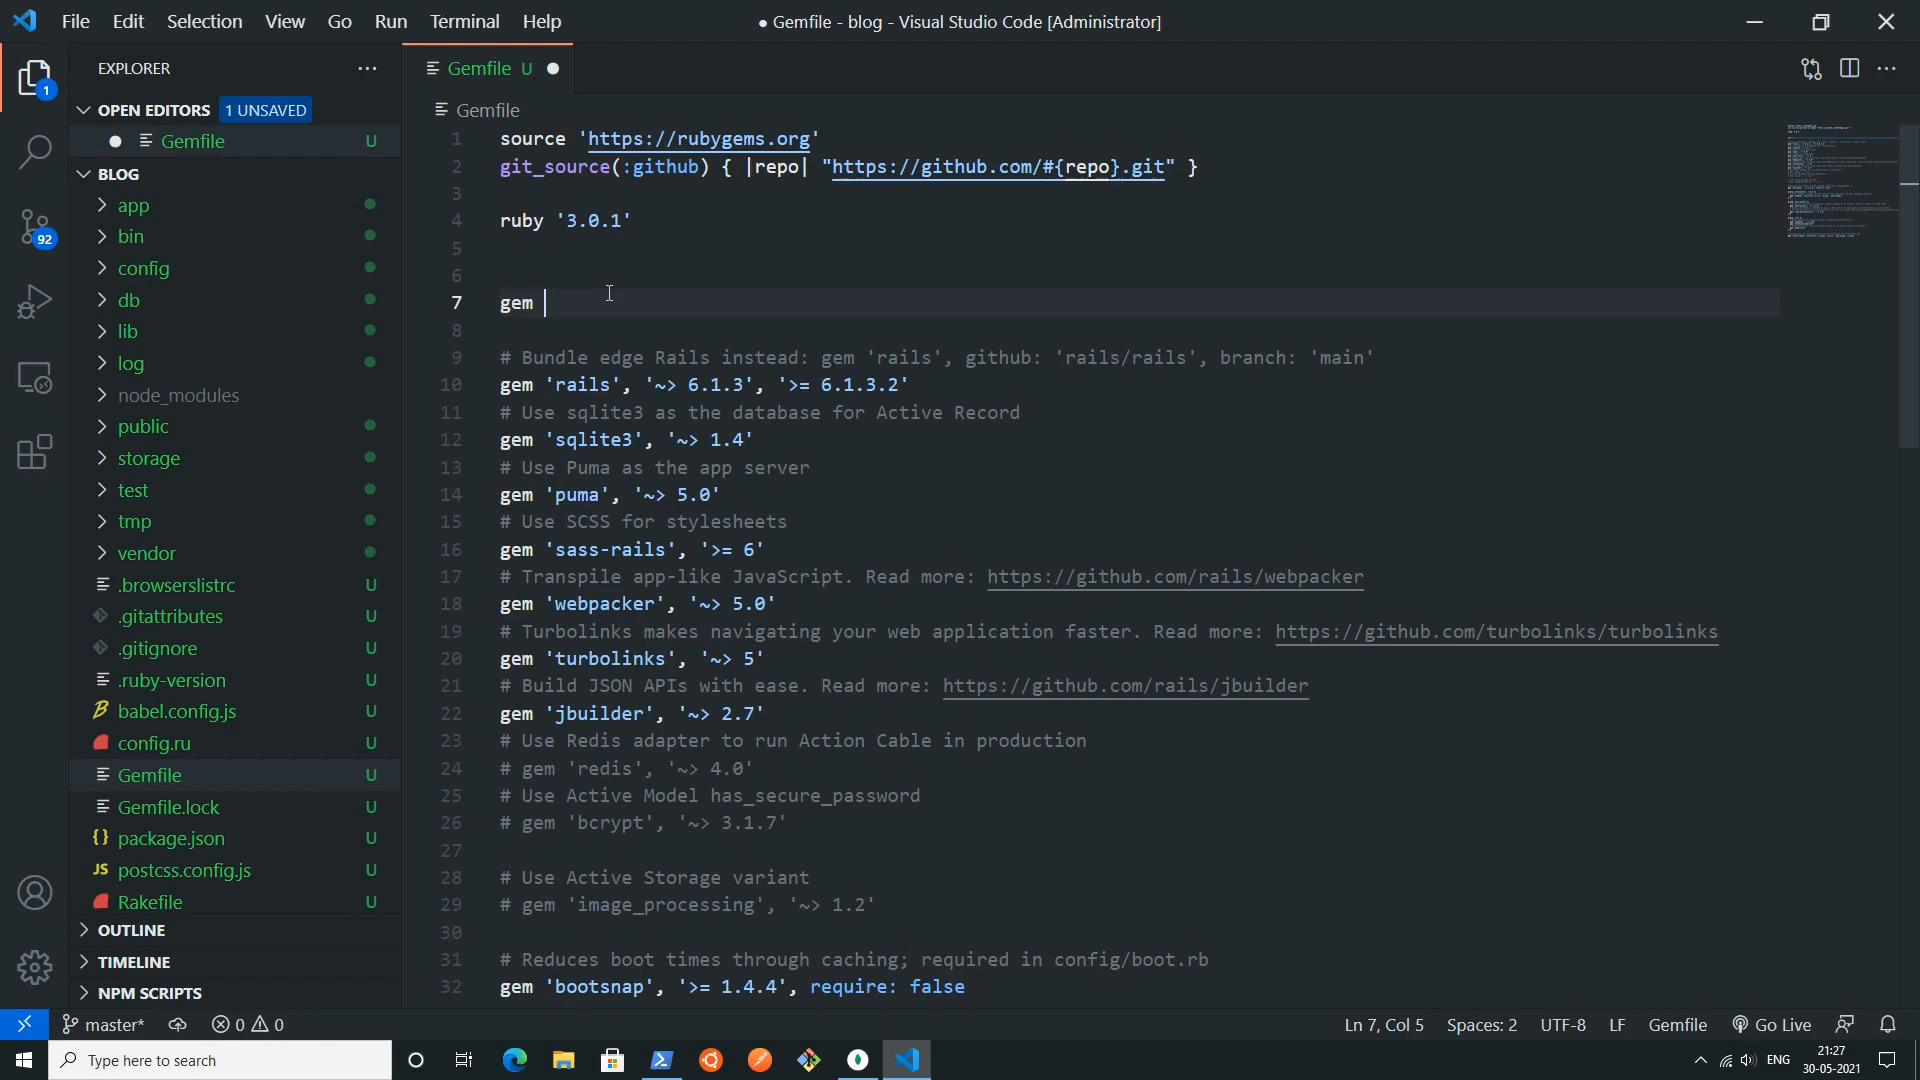 File Edit Selection View Go Run Terminal Help
● Gemfile - blog - Visual Studio Code [Administrator]
EXPLORER
Gemfile U
OPEN EDITORS 1 UNSAVED
Gemfile
Gemfile U
BLOG
app
bin
config
db
lib
log
node_modules
public
storage
test
tmp
vendor
.browserslistrc U
.gitattributes U
.gitignore U
.ruby-version U
babel.config.js U
config.ru U
Gemfile U
Gemfile.lock U
{} package.json U
JS postcss.config.js U
Rakefile U
OUTLINE
TIMELINE
NPM SCRIPTS
1
92
1 source 'https://rubygems.org'
2 git_source(:github) { |repo| "https://github.com/#{repo}.git" }
3
4 ruby '3.0.1'
5
6
7 gem
8
9 # Bundle edge Rails instead: gem 'rails', github: 'rails/rails', branch: 'main'
10 gem 'rails', '~> 6.1.3', '>= 6.1.3.2'
11 # Use sqlite3 as the database for Active Record
12 gem 'sqlite3', '~> 1.4'
13 # Use Puma as the app server
14 gem 'puma', '~> 5.0'
15 # Use SCSS for stylesheets
16 gem 'sass-rails', '>= 6'
17 # Transpile app-like JavaScript. Read more: https://github.com/rails/webpacker
18 gem 'webpacker', '~> 5.0'
19 # Turbolinks makes navigating your web application faster. Read more: https://github.com/turbolinks/turbolinks
20 gem 'turbolinks', '~> 5'
21 # Build JSON APIs with ease. Read more: https://github.com/rails/jbuilder
22 gem 'jbuilder', '~> 2.7'
23 # Use Redis adapter to run Action Cable in production
24 # gem 'redis', '~> 4.0'
25 # Use Active Model has_secure_password
26 # gem 'bcrypt', '~> 3.1.7'
27
28 # Use Active Storage variant
29 # gem 'image_processing', '~> 1.2'
30
31 # Reduces boot times through caching; required in config/boot.rb
32 gem 'bootsnap', '>= 1.4.4', require: false
master* 0 0
Ln 7, Col 5 Spaces: 2 UTF-8 LF Gemfile Go Live
Type here to search
ENG
21:27
30-05-2021